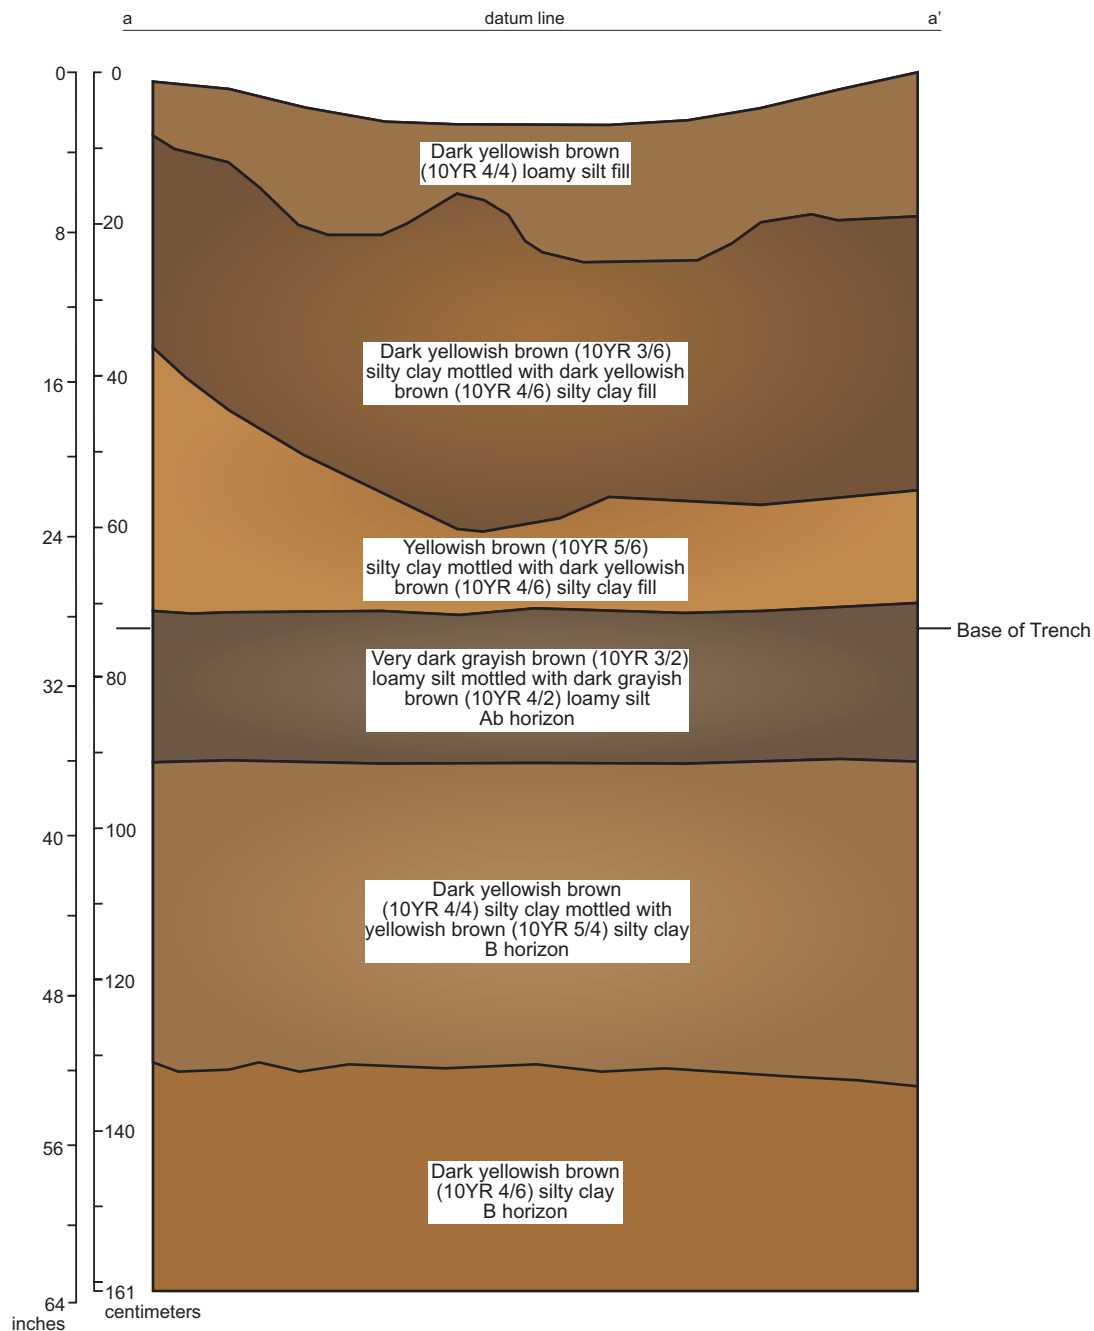 a datum line a'
0 0
Dark yellowish brown
(10YR 4/4) loamy silt fill
20
8
Dark yellowish brown (10YR 3/6)
silty clay mottled with dark yellowish
brown (10YR 4/6) silty clay fill
40
16
60
24
Yellowish brown (10YR 5/6)
silty clay mottled with dark yellowish
brown (10YR 4/6) silty clay fill
Base of Trench
Very dark grayish brown (10YR 3/2)
loamy silt mottled with dark grayish
brown (10YR 4/2) loamy silt
Ab horizon
80
32
100
40
Dark yellowish brown
(10YR 4/4) silty clay mottled with
yellowish brown (10YR 5/4) silty clay
B horizon
120
48
140
56
Dark yellowish brown
(10YR 4/6) silty clay
B horizon
161
64
centimeters
inches